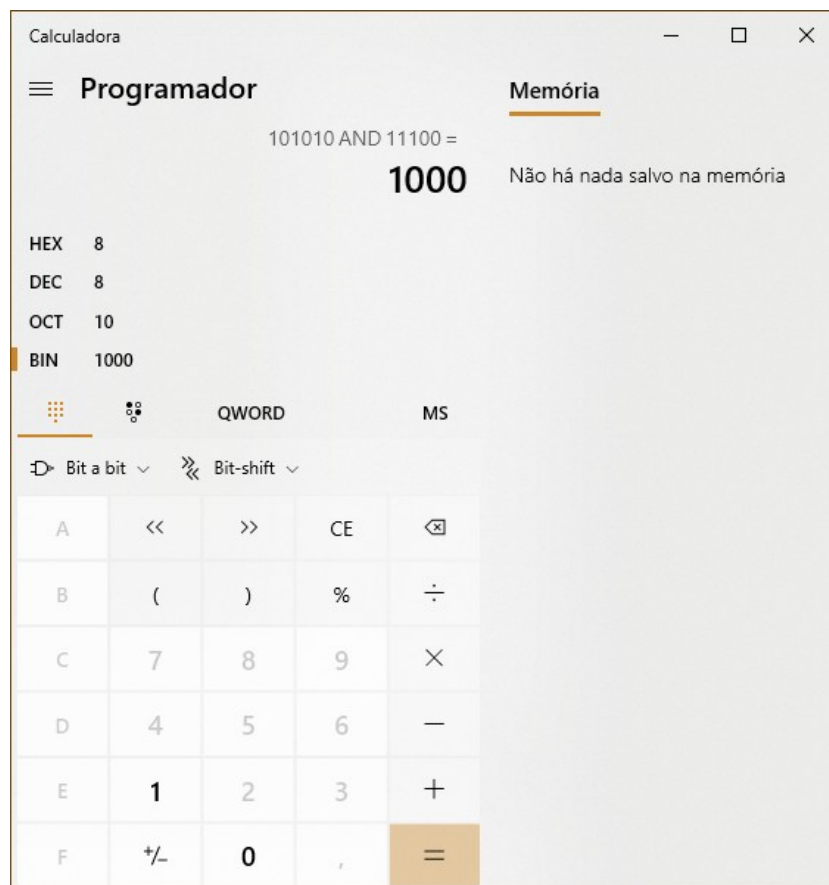 Calculadora
Programador
Memória
101010 AND 11100 =
1000
Não há nada salvo na memória
HEX 8
DEC 8
OCT 10
BIN 1000
QWORD MS
Bit a bit Bit-shift
A << >> CE
B ( ) % ÷
C 7 8 9 ×
D 4 5 6 −
E 1 2 3 +
F +/− 0 , =